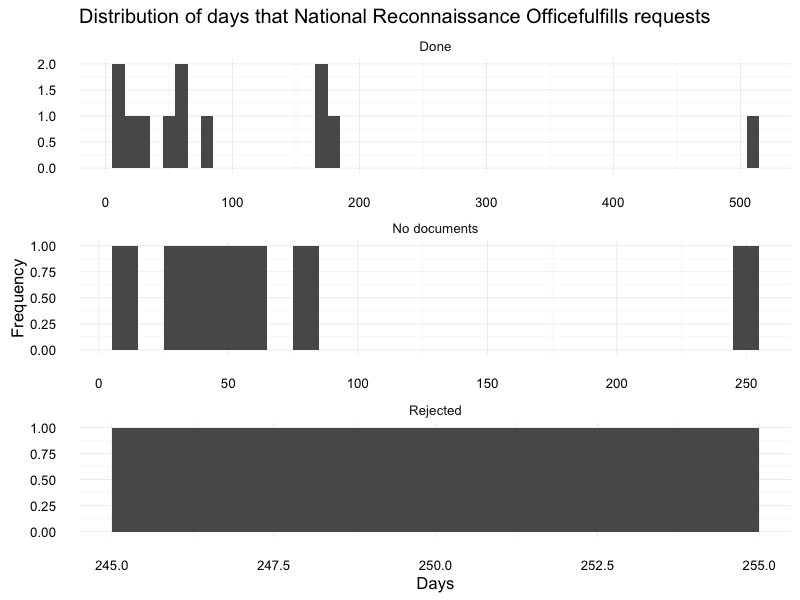 Distribution of days that National Reconnaissance Officefulfills requests
Done
2.0
1.5
1.0
0.5
0.0
0 100 200 300 400 500
No documents
1.00
0.75
0.50
0.25
0.00
0 50 100 150 200 250
Frequency
Rejected
1.00
0.75
0.50
0.25
0.00
245.0 247.5 250.0 252.5 255.0
Days